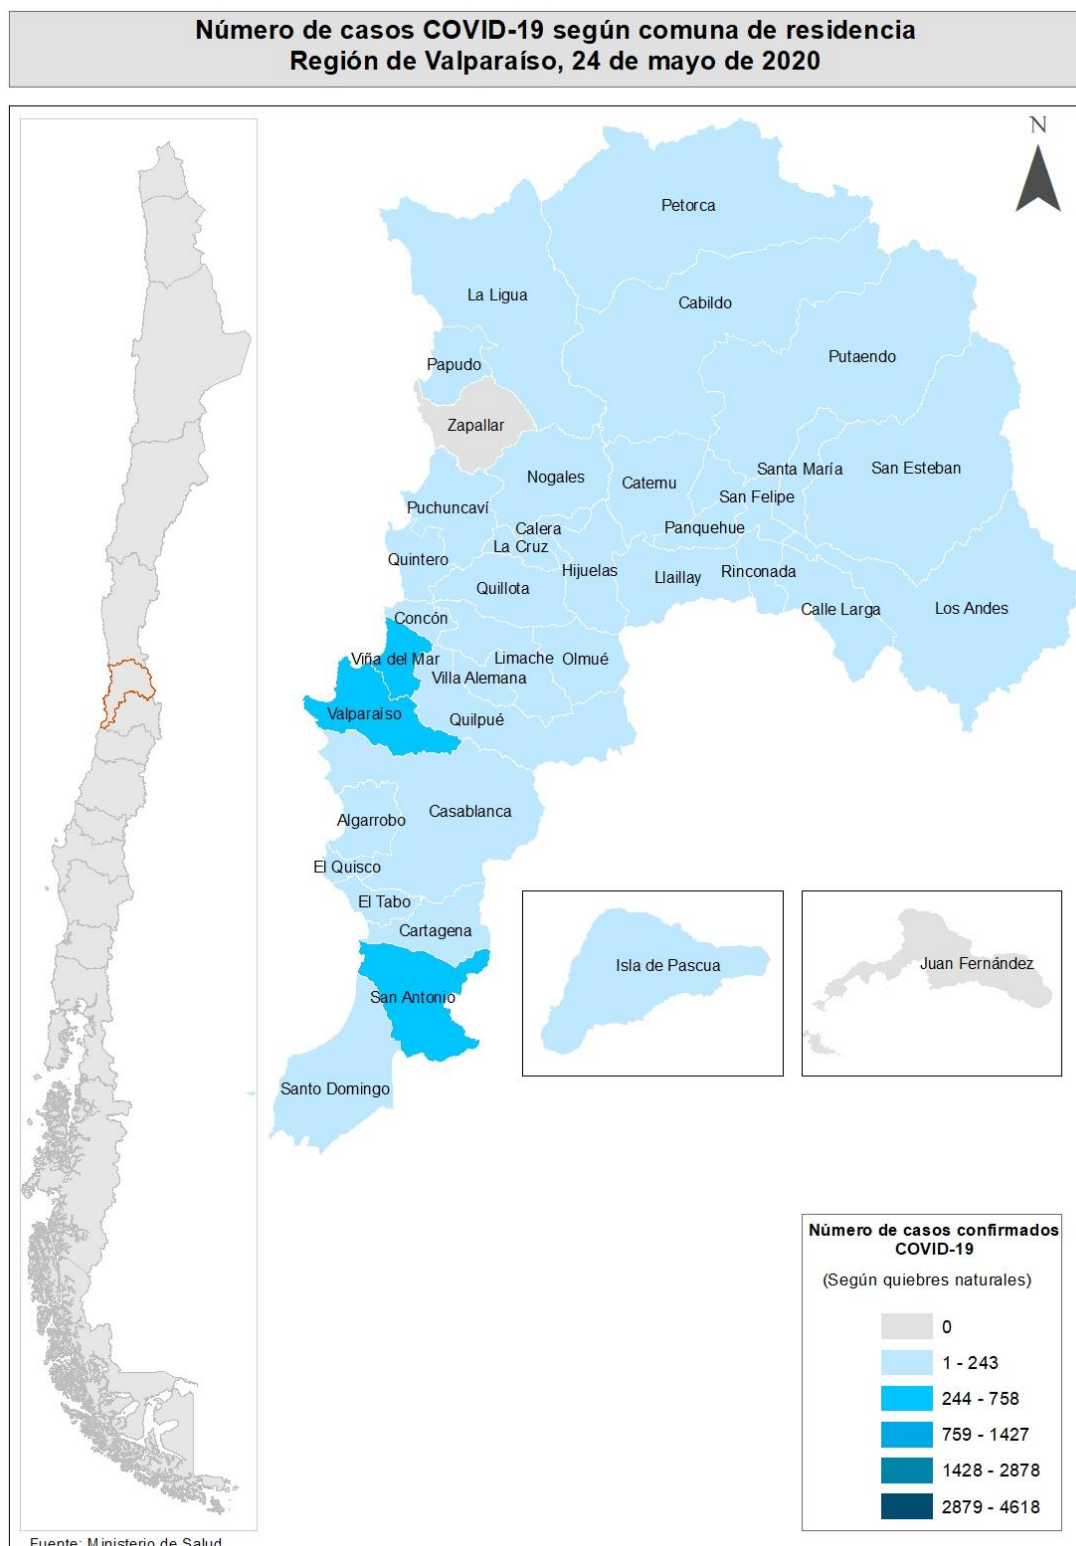 Número de casos COVID-19 según comuna de residencia
Región de Valparaíso, 24 de mayo de 2020
N
Petorca
La Ligua
Cabildo
Putaendo
Papudo
Zapallar
Santa María
San Esteban
Nogales
Catemu
San Felipe
Puchuncaví
Calera
Panquehue
La Cruz
Quintero
Hijuelas
Llaillay
Rinconada
Quillota
Calle Larga
Los Andes
Concón
Viña del Mar
Limache
Olmué
Villa Alemana
Valparaíso
Quilpué
Casablanca
Algarrobo
El Quisco
El Tabo
Cartagena
Isla de Pascua
Juan Fernández
San Antonio
Santo Domingo
Número de casos confirmados
COVID-19
(Según quiebres naturales)
0
1 - 243
244 - 758
759 - 1427
1428 - 2878
2879 - 4618
Fuente: Ministerio de Salud